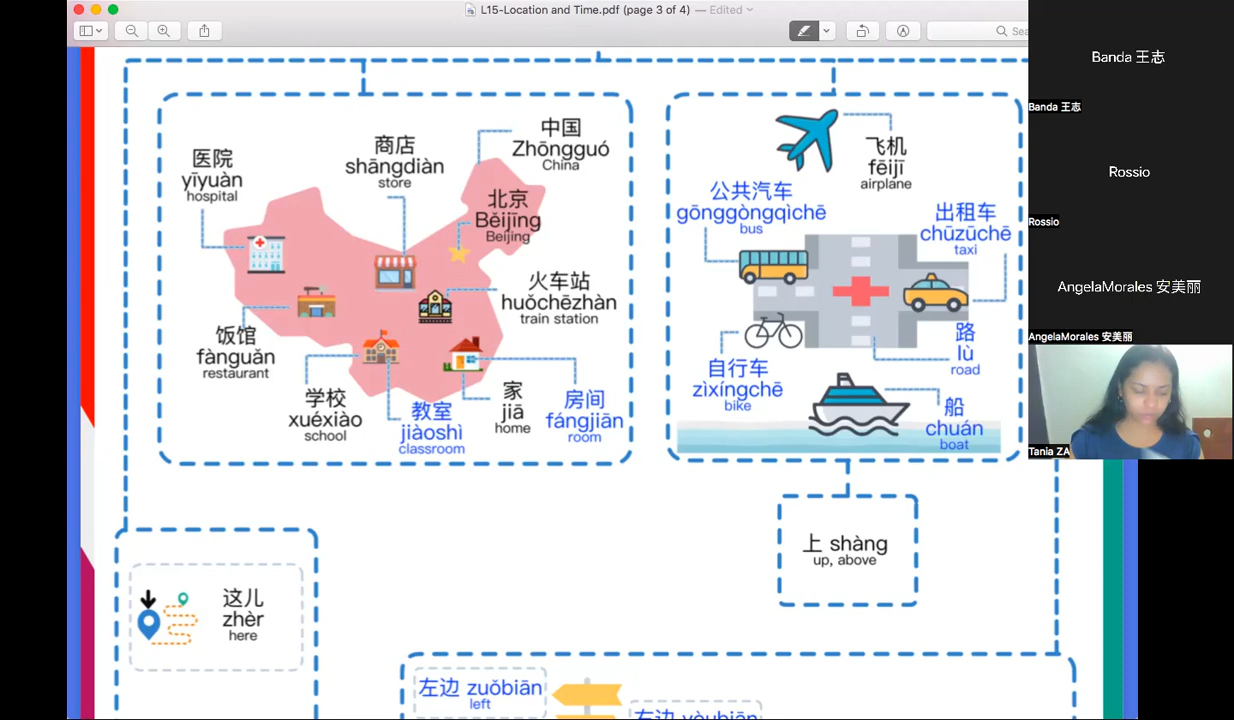 L15-Location and Time.pdf (page 3 of 4) — Edited
中国
Zhōngguó
China
商店
shāngdiàn
store
医院
yīyuàn
hospital
北京
Běijīng
Beijing
火车站
huǒchēzhàn
train station
饭馆
fànguǎn
restaurant
学校
xuéxiào
school
教室
jiàoshì
classroom
家
jiā
home
房间
fángjiān
room
飞机
fēijī
airplane
公共汽车
gōnggòngqìchē
bus
出租车
chūzūchē
taxi
路
lù
road
自行车
zìxíngchē
bike
船
chuán
boat
上 shàng
up, above
这儿
zhèr
here
左边 zuǒbiān
left
Banda 王志
Banda 王志
Rossio
Rossio
AngelaMorales 安美丽
AngelaMorales 安美丽
Tania ZA